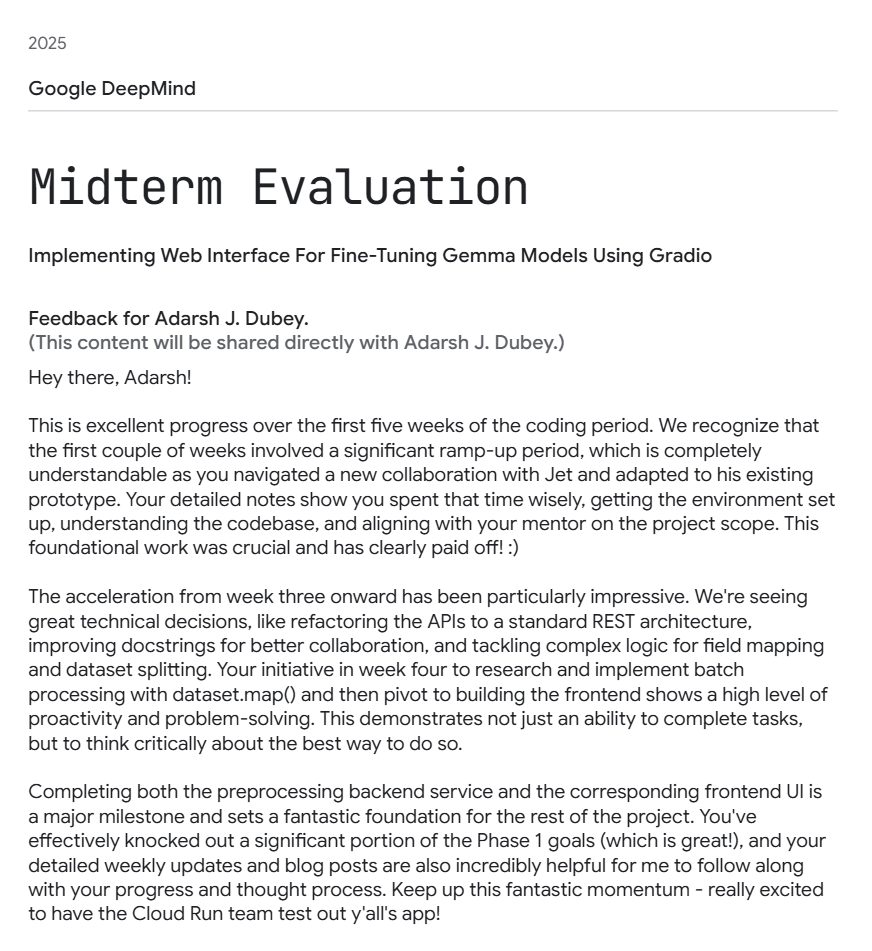 2025
Google DeepMind
Midterm Evaluation
Implementing Web Interface For Fine-Tuning Gemma Models Using Gradio
Feedback for Adarsh J. Dubey.
(This content will be shared directly with Adarsh J. Dubey.)
Hey there, Adarsh!
This is excellent progress over the first five weeks of the coding period. We recognize that
the first couple of weeks involved a significant ramp-up period, which is completely
understandable as you navigated a new collaboration with Jet and adapted to his existing
prototype. Your detailed notes show you spent that time wisely, getting the environment set
up, understanding the codebase, and aligning with your mentor on the project scope. This
foundational work was crucial and has clearly paid off! :)
The acceleration from week three onward has been particularly impressive. We're seeing
great technical decisions, like refactoring the APIs to a standard REST architecture,
improving docstrings for better collaboration, and tackling complex logic for field mapping
and dataset splitting. Your initiative in week four to research and implement batch
processing with dataset.map() and then pivot to building the frontend shows a high level of
proactivity and problem-solving. This demonstrates not just an ability to complete tasks,
but to think critically about the best way to do so.
Completing both the preprocessing backend service and the corresponding frontend UI is
a major milestone and sets a fantastic foundation for the rest of the project. You've
effectively knocked out a significant portion of the Phase 1 goals (which is great!), and your
detailed weekly updates and blog posts are also incredibly helpful for me to follow along
with your progress and thought process. Keep up this fantastic momentum - really excited
to have the Cloud Run team test out y'all's app!